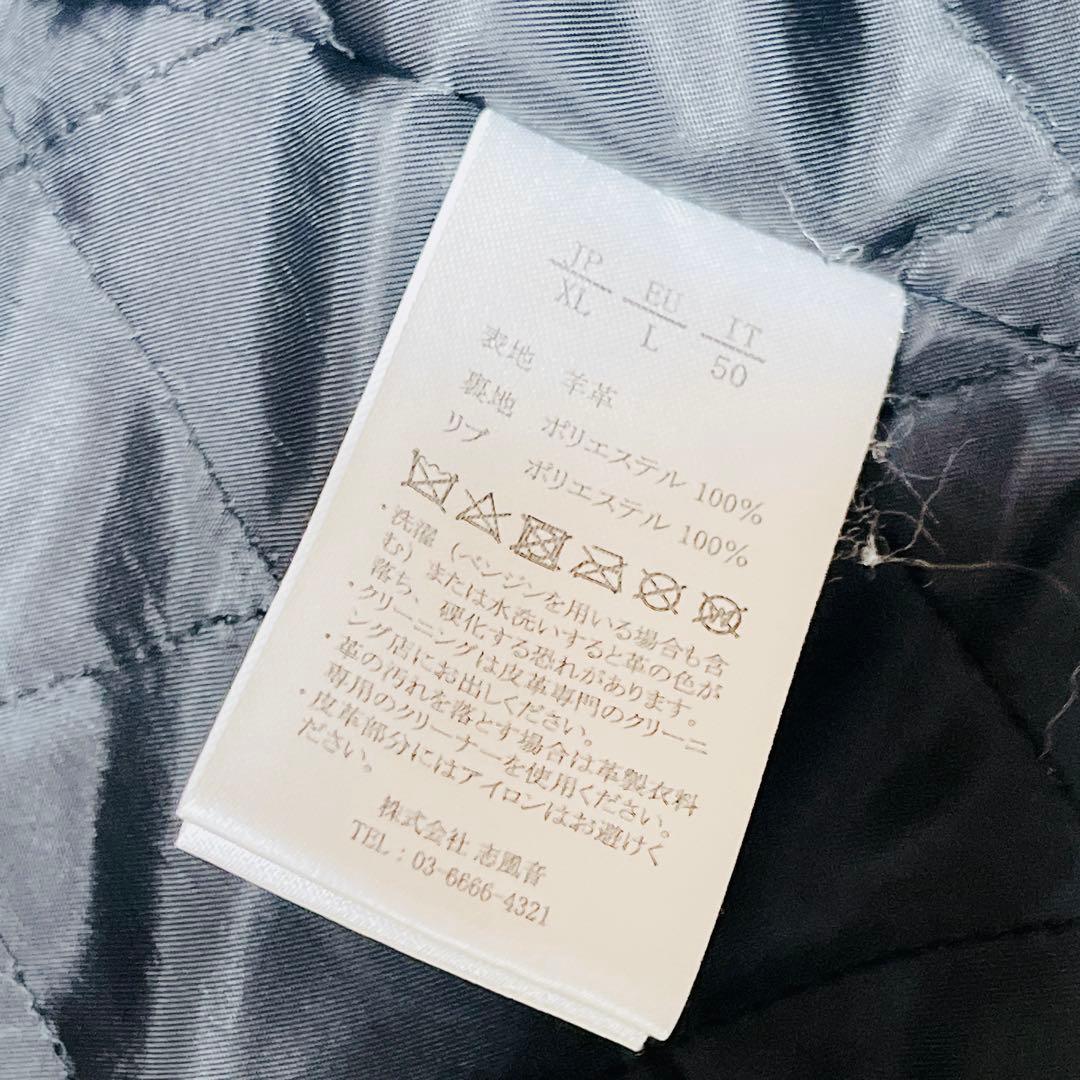 JP EU IT
XL L 50
表地 羊革
裏地 ポリエステル 100%
リブ ポリエステル 100%
W
・洗濯（ベンジンを用いる場合も含
む）または水洗いすると革の色が
落ち、硬化する恐れがあります。
・クリーニングは皮革専門のクリーニ
ング店にお出しください。
・革の汚れを落とす場合は革製衣料
専用のクリーナーを使用ください。
・皮革部分にはアイロンはお避けく
ださい。
株式会社 志風音
TEL：03-6666-4321